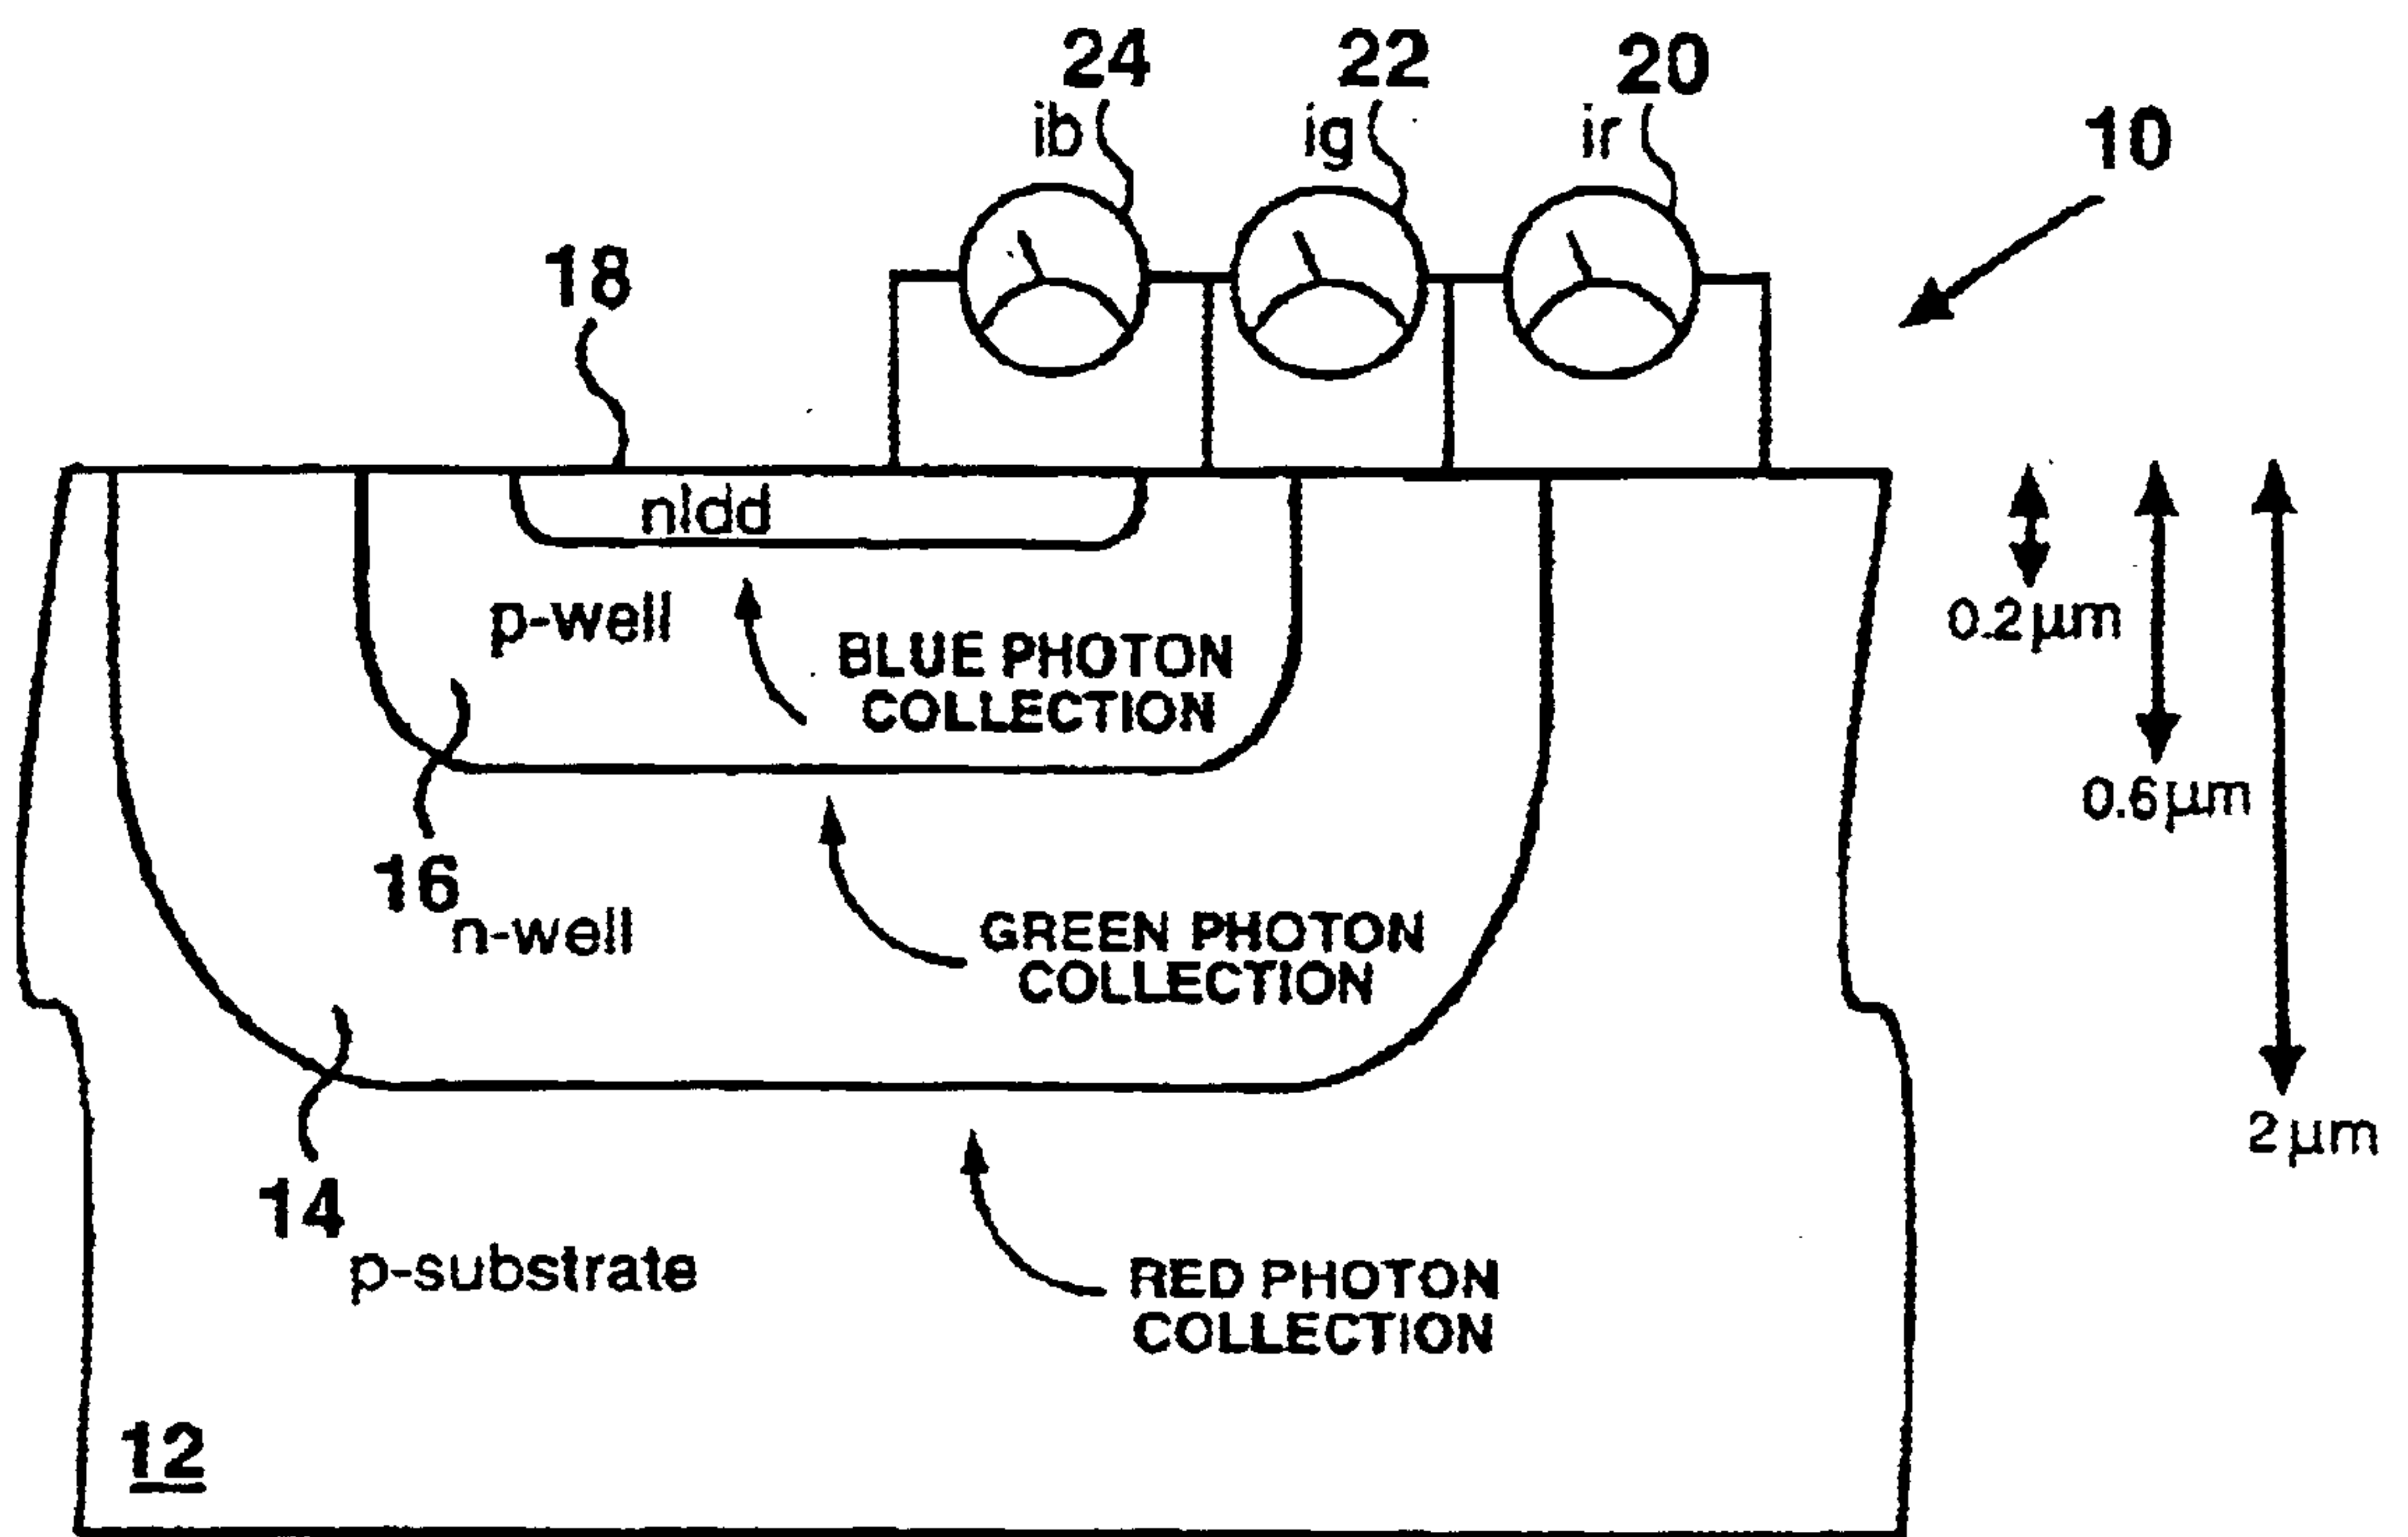 24
22
20
ib
ig
ir
10
18
nldd
p-well
BLUE PHOTON
COLLECTION
0.2μm
0.6μm
16
n-well
GREEN PHOTON
COLLECTION
2μm
14
p-substrate
RED PHOTON
COLLECTION
12